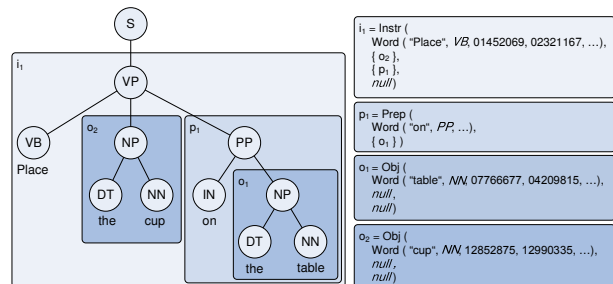 S
i₁
VP
o₂
p₁
VB
NP
PP
Place
o₁
DT
NN
IN
NP
the
cup
on
DT
NN
the
table
i₁ = Instr (
Word ( "Place", VB, 01452069, 02321167, …),
{ o₂ },
{ p₁ },
null)
p₁ = Prep (
Word ( "on", PP, …),
{ o₁ } )
o₁ = Obj (
Word ( "table", NN, 07766677, 04209815, …),
null,
null)
o₂ = Obj (
Word ( "cup", NN, 12852875, 12990335, …),
null,
null)